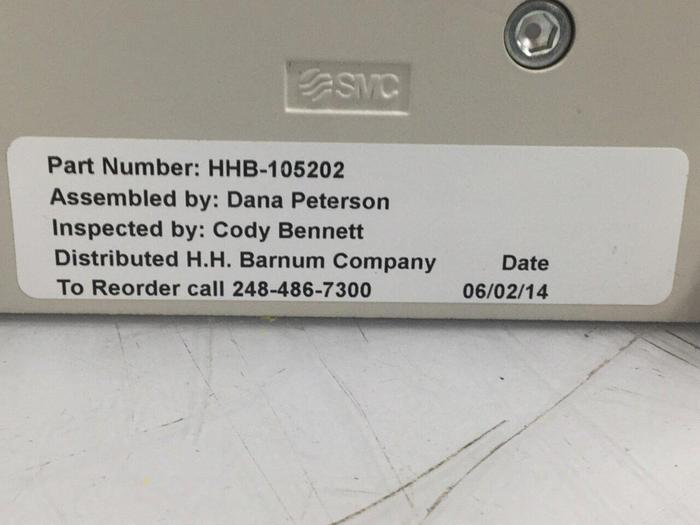 SMC
Part Number: HHB-105202
Assembled by: Dana Peterson
Inspected by: Cody Bennett
Distributed H.H. Barnum Company Date
To Reorder call 248-486-7300 06/02/14